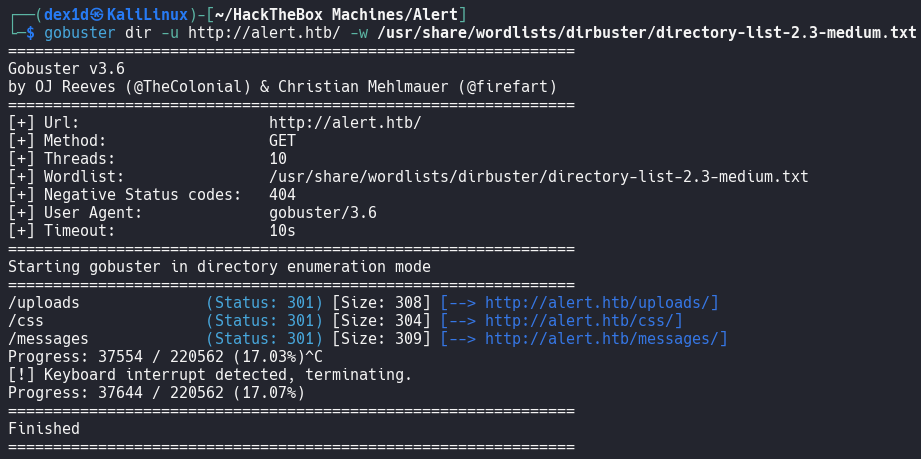 ┌──(dex1d㉿KaliLinux)-[~/HackTheBox Machines/Alert]
└─$ gobuster dir -u http://alert.htb/ -w /usr/share/wordlists/dirbuster/directory-list-2.3-medium.txt
===============================================================
Gobuster v3.6
by OJ Reeves (@TheColonial) & Christian Mehlmauer (@firefart)
===============================================================
[+] Url:                     http://alert.htb/
[+] Method:                  GET
[+] Threads:                 10
[+] Wordlist:                /usr/share/wordlists/dirbuster/directory-list-2.3-medium.txt
[+] Negative Status codes:   404
[+] User Agent:              gobuster/3.6
[+] Timeout:                 10s
===============================================================
Starting gobuster in directory enumeration mode
===============================================================
/uploads              (Status: 301) [Size: 308] [--> http://alert.htb/uploads/]
/css                  (Status: 301) [Size: 304] [--> http://alert.htb/css/]
/messages             (Status: 301) [Size: 309] [--> http://alert.htb/messages/]
Progress: 37554 / 220562 (17.03%)^C
[!] Keyboard interrupt detected, terminating.
Progress: 37644 / 220562 (17.07%)
===============================================================
Finished
===============================================================